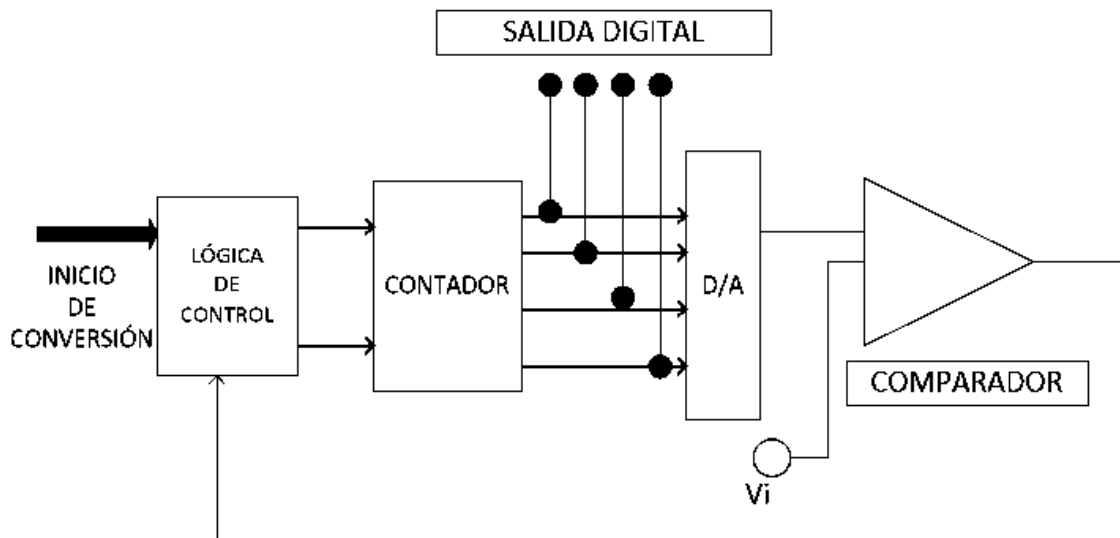 SALIDA DIGITAL
INICIO
DE
CONVERSIÓN
LÓGICA
DE
CONTROL
CONTADOR
D/A
COMPARADOR
Vi